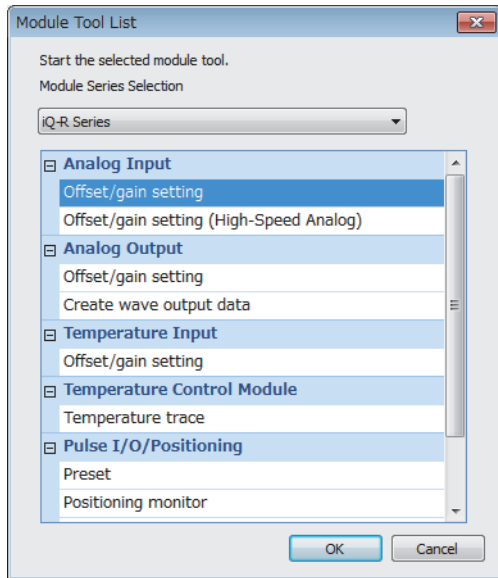 Module Tool List
Start the selected module tool.
Module Series Selection
iQ-R Series
Analog Input
Offset/gain setting
Offset/gain setting (High-Speed Analog)
Analog Output
Offset/gain setting
Create wave output data
Temperature Input
Offset/gain setting
Temperature Control Module
Temperature trace
Pulse I/O/Positioning
Preset
Positioning monitor
OK Cancel